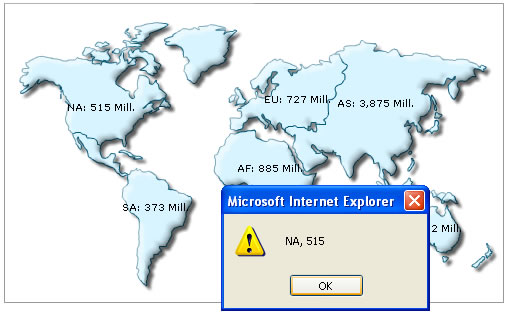 NA: 515 Mill.
EU: 727 Mill.
AS: 3,875 Mill.
AF: 885 Mill.
SA: 373 Mill.
2 Mill.
Microsoft Internet Explorer
NA, 515
OK